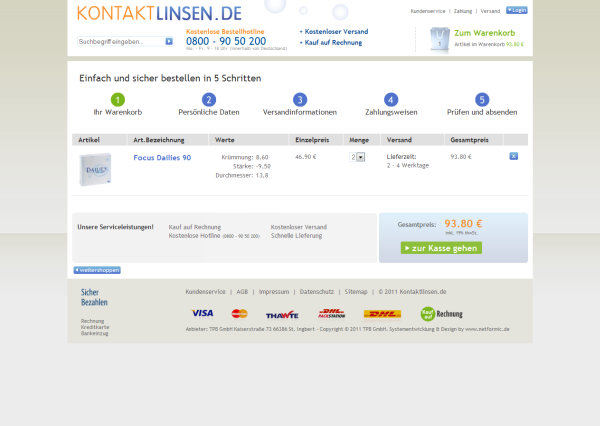 KONTAKTLINSEN.DE
Kundenservice | Zahlung | Versand Login
Kostenlose Bestellhotline
0800 - 90 50 200
Mo. - Fr. 9 - 18 Uhr (innerhalb von Deutschland)
Suchbegriff eingeben...
+ Kostenloser Versand
+ Kauf auf Rechnung
Zum Warenkorb
Artikel im Warenkorb 93.80 €
1
Einfach und sicher bestellen in 5 Schritten
1 2 3 4 5
Ihr Warenkorb Persönliche Daten Versandinformationen Zahlungsweisen Prüfen und absenden
Artikel Art.Bezeichnung Werte Einzelpreis Menge Versand Gesamtpreis:
DAILIES
Focus Dailies 90
Krümmung: 8,60
Stärke: -9,50
Durchmesser: 13,8
46.90 €
2
Lieferzeit:
2 - 4 Werktage
93.80 €
x
Unsere Serviceleistungen!
Kauf auf Rechnung
Kostenlose Hotline (0800 - 90 50 200)
Kostenloser Versand
Schnelle Lieferung
Gesamtpreis: 93.80 €
inkl. 19% MwSt.
zur Kasse gehen
weitershoppen
Sicher
Bezahlen
Rechnung
Kreditkarte
Bankeinzug
Kundenservice | AGB | Impressum | Datenschutz | Sitemap | © 2011 Kontaktlinsen.de
VISA
MasterCard
THAWTE
DHL
PACKSTATION
DHL
Kauf auf Rechnung
Anbieter: TPB GmbH Kaiserstraße 73 66386 St. Ingbert - Copyright © 2011 TPB GmbH. Systementwicklung & Design by www.netformic.de